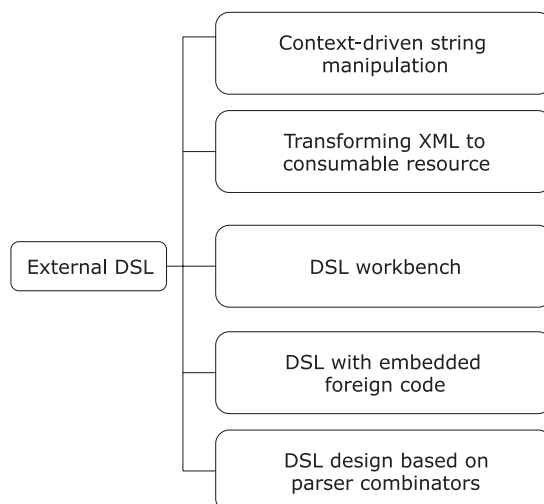 Context-driven string
manipulation
Transforming XML to
consumable resource
External DSL
DSL workbench
DSL with embedded
foreign code
DSL design based on
parser combinators